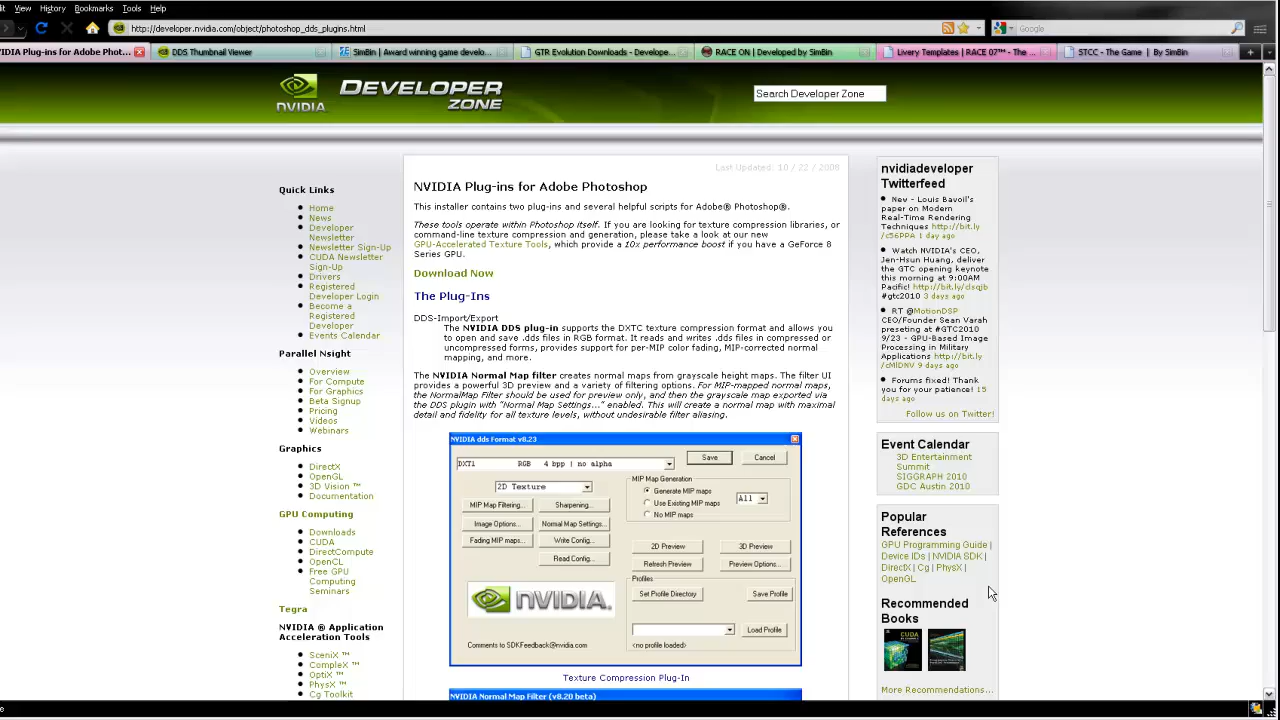 View History Bookmarks Tools Help
http://developer.nvidia.com/object/photoshop_dds_plugins.html
Google
VIDIA Plug-ins for Adobe Phot...
DDS Thumbnail Viewer
SimBin | Award winning game develo...
GTR Evolution Downloads - Develope...
RACE ON | Developed by SimBin
Livery Templates | RACE 07™ - The ...
STCC - The Game | By SimBin
NVIDIA
DEVELOPER
ZONE
Search Developer Zone
Last Updated: 10 / 22 / 2008
Quick Links
Home
News
Developer
Newsletter
Newsletter Sign-Up
CUDA Newsletter
Sign-Up
Drivers
Registered
Developer Login
Become a
Registered
Developer
Events Calendar
Parallel Nsight
Overview
For Compute
For Graphics
Beta Signup
Pricing
Videos
Webinars
Graphics
DirectX
OpenGL
3D Vision ™
Documentation
GPU Computing
Downloads
CUDA
DirectCompute
OpenCL
Free GPU
Computing
Seminars
Tegra
NVIDIA ® Application
Acceleration Tools
SceniX ™
CompleX ™
OptiX ™
PhysX ™
Cg Toolkit
NVIDIA Plug-ins for Adobe Photoshop
This installer contains two plug-ins and several helpful scripts for Adobe® Photoshop®.
These tools operate within Photoshop itself. If you are looking for texture compression libraries, or
command-line texture compression and generation, please take a look at our new
GPU-Accelerated Texture Tools, which provide a 10x performance boost if you have a GeForce 8
Series GPU.
Download Now
The Plug-Ins
DDS-Import/Export
The NVIDIA DDS plug-in supports the DXTC texture compression format and allows you
to open and save .dds files in RGB format. It reads and writes .dds files in compressed or
uncompressed forms, provides support for per-MIP color fading, MIP-corrected normal
mapping, and more.
The NVIDIA Normal Map filter creates normal maps from grayscale height maps. The filter UI
provides a powerful 3D preview and a variety of filtering options. For MIP-mapped normal maps,
the NormalMap Filter should be used for preview only, and then the grayscale map exported via
the DDS plugin with "Normal Map Settings..." enabled. This will create a normal map with maximal
detail and fidelity for all texture levels, without undesirable filter aliasing.
NVIDIA dds Format v8.23
DXT1 RGB 4 bpp | no alpha
Save
Cancel
2D Texture
MIP Map Generation
Generate MIP maps
Use Existing MIP maps
No MIP maps
All
MIP Map Filtering...
Sharpening...
Image Options...
Normal Map Settings...
Fading MIP maps...
Write Config...
Read Config...
2D Preview
3D Preview
Refresh Preview
Preview Options...
Profiles
Set Profile Directory
Save Profile
Load Profile
<no profile loaded>
NVIDIA.
Comments to SDKFeedback@nvidia.com
Texture Compression Plug-In
NVIDIA Normal Map Filter (v8.20 beta)
nvidiadeveloper
Twitterfeed
New - Louis Bavoil's
paper on Modern
Real-Time Rendering
Techniques http://bit.ly
/c56PPA 1 day ago
Watch NVIDIA's CEO,
Jen-Hsun Huang, deliver
the GTC opening keynote
this morning at 9:00AM
Pacific! http://bit.ly/clsqjb
#gtc2010 3 days ago
RT @MotionDSP
CEO/Founder Sean Varah
preseting at #GTC2010
9/23 - GPU-Based Image
Processing in Military
Applications http://bit.ly
/cMlDNV 9 days ago
Forums fixed! Thank
you for your patience! 15
days ago
Follow us on Twitter!
Event Calendar
3D Entertainment
Summit
SIGGRAPH 2010
GDC Austin 2010
Popular
References
GPU Programming Guide |
Device IDs | NVIDIA SDK |
DirectX | Cg | PhysX |
OpenGL
Recommended
Books
More Recommendations...